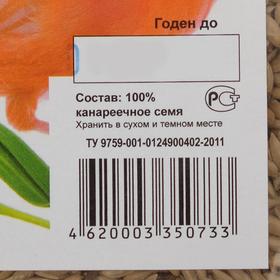 Годен до
Состав: 100%
канареечное семя
Хранить в сухом и темном месте
ТУ 9759-001-0124900402-2011
4 620003 350733